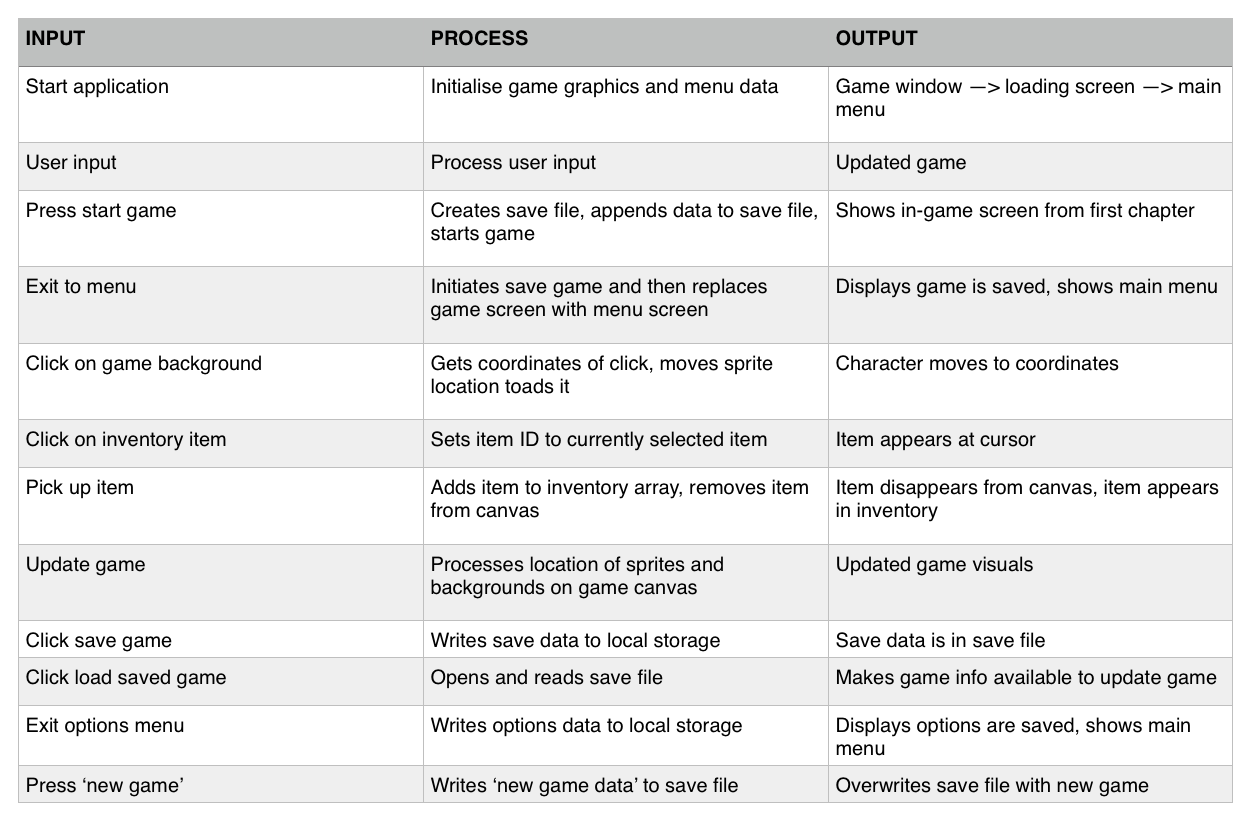 INPUT PROCESS OUTPUT
Start application Initialise game graphics and menu data Game window —> loading screen —> main
menu
User input Process user input Updated game
Press start game Creates save file, appends data to save file, Shows in-game screen from first chapter
starts game
Exit to menu Initiates save game and then replaces Displays game is saved, shows main menu
game screen with menu screen
Click on game background Gets coordinates of click, moves sprite Character moves to coordinates
location toads it
Click on inventory item Sets item ID to currently selected item Item appears at cursor
Pick up item Adds item to inventory array, removes item Item disappears from canvas, item appears
from canvas in inventory
Update game Processes location of sprites and Updated game visuals
backgrounds on game canvas
Click save game Writes save data to local storage Save data is in save file
Click load saved game Opens and reads save file Makes game info available to update game
Exit options menu Writes options data to local storage Displays options are saved, shows main
menu
Press ‘new game’ Writes ‘new game data’ to save file Overwrites save file with new game